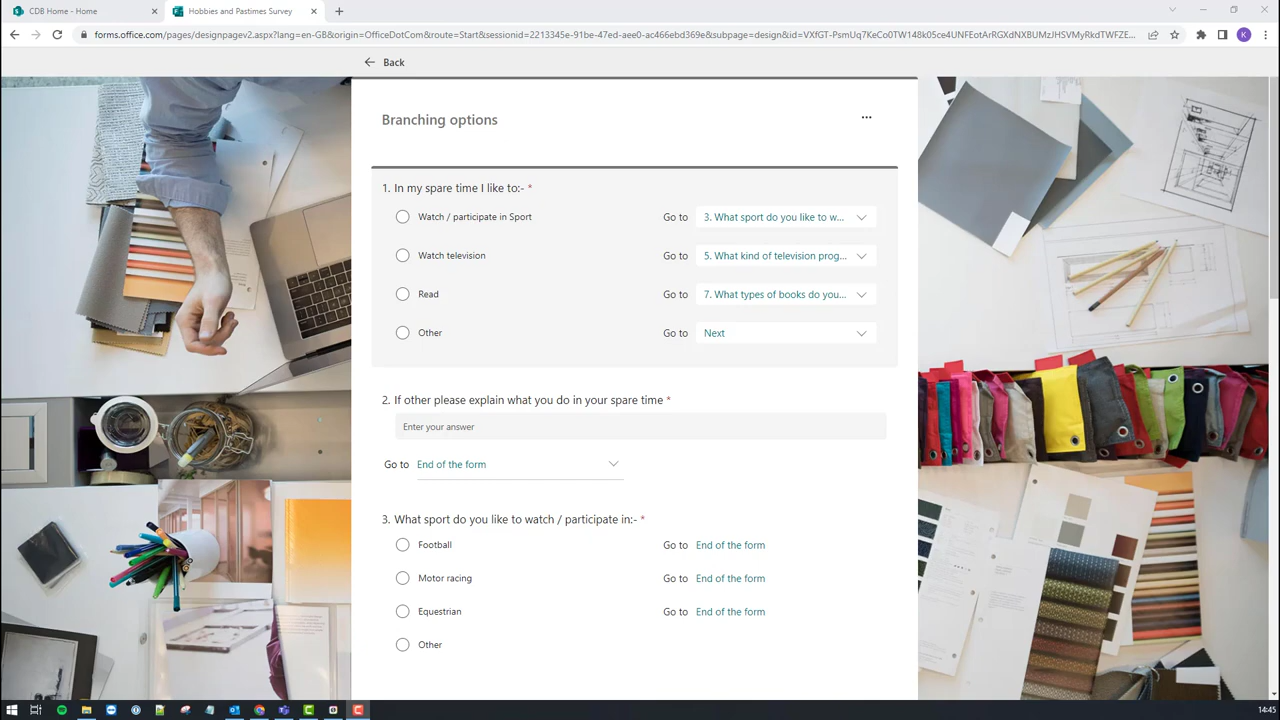 CDB Home - Home
Hobbies and Pastimes Survey
forms.office.com/pages/designpagev2.aspx?lang=en-GB&origin=OfficeDotCom&route=Start&sessionid=2213345e-91be-47ed-aee0-ac466ebd369e&subpage=design&id=VXfGT-PsmUq7KeCo0TW148k05ce4UNFEotArRGXdNXBUMzJHSVMyRkdTWFZE...
K
Back
Branching options
...
1. In my spare time I like to:- *
Watch / participate in Sport Go to 3. What sport do you like to w...
Watch television Go to 5. What kind of television prog...
Read Go to 7. What types of books do you...
Other Go to Next
2. If other please explain what you do in your spare time *
Enter your answer
Go to End of the form
3. What sport do you like to watch / participate in:- *
Football Go to End of the form
Motor racing Go to End of the form
Equestrian Go to End of the form
Other
14:45